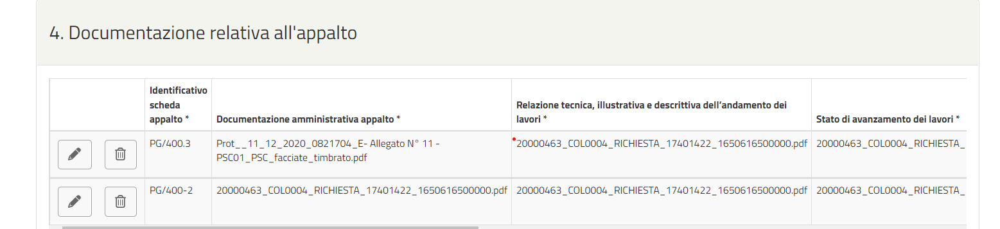 4. Documentazione relativa all'appalto
Identificativo
scheda
appalto *
Documentazione amministrativa appalto *
Relazione tecnica, illustrativa e descrittiva dell’andamento dei
lavori *
Stato di avanzamento dei lavori *
PG/400.3
Prot__11_12_2020_0821704_E- Allegato N° 11 -
PSC01_PSC_facciate_timbrato.pdf
20000463_COL0004_RICHIESTA_17401422_1650616500000.pdf
20000463_COL0004_RICHIESTA_
PG/400-2
20000463_COL0004_RICHIESTA_17401422_1650616500000.pdf
20000463_COL0004_RICHIESTA_17401422_1650616500000.pdf
20000463_COL0004_RICHIESTA_